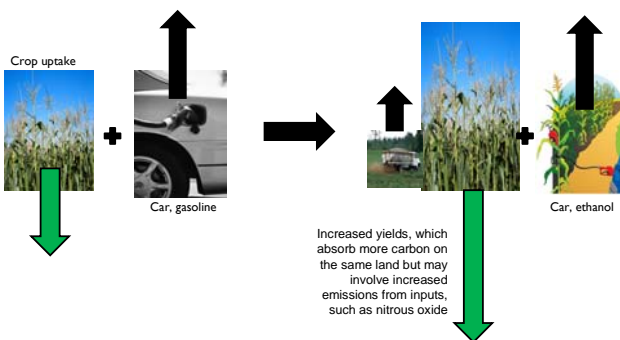 Crop uptake
Car, gasoline
Car, ethanol
Increased yields, which
absorb more carbon on
the same land but may
involve increased
emissions from inputs,
such as nitrous oxide